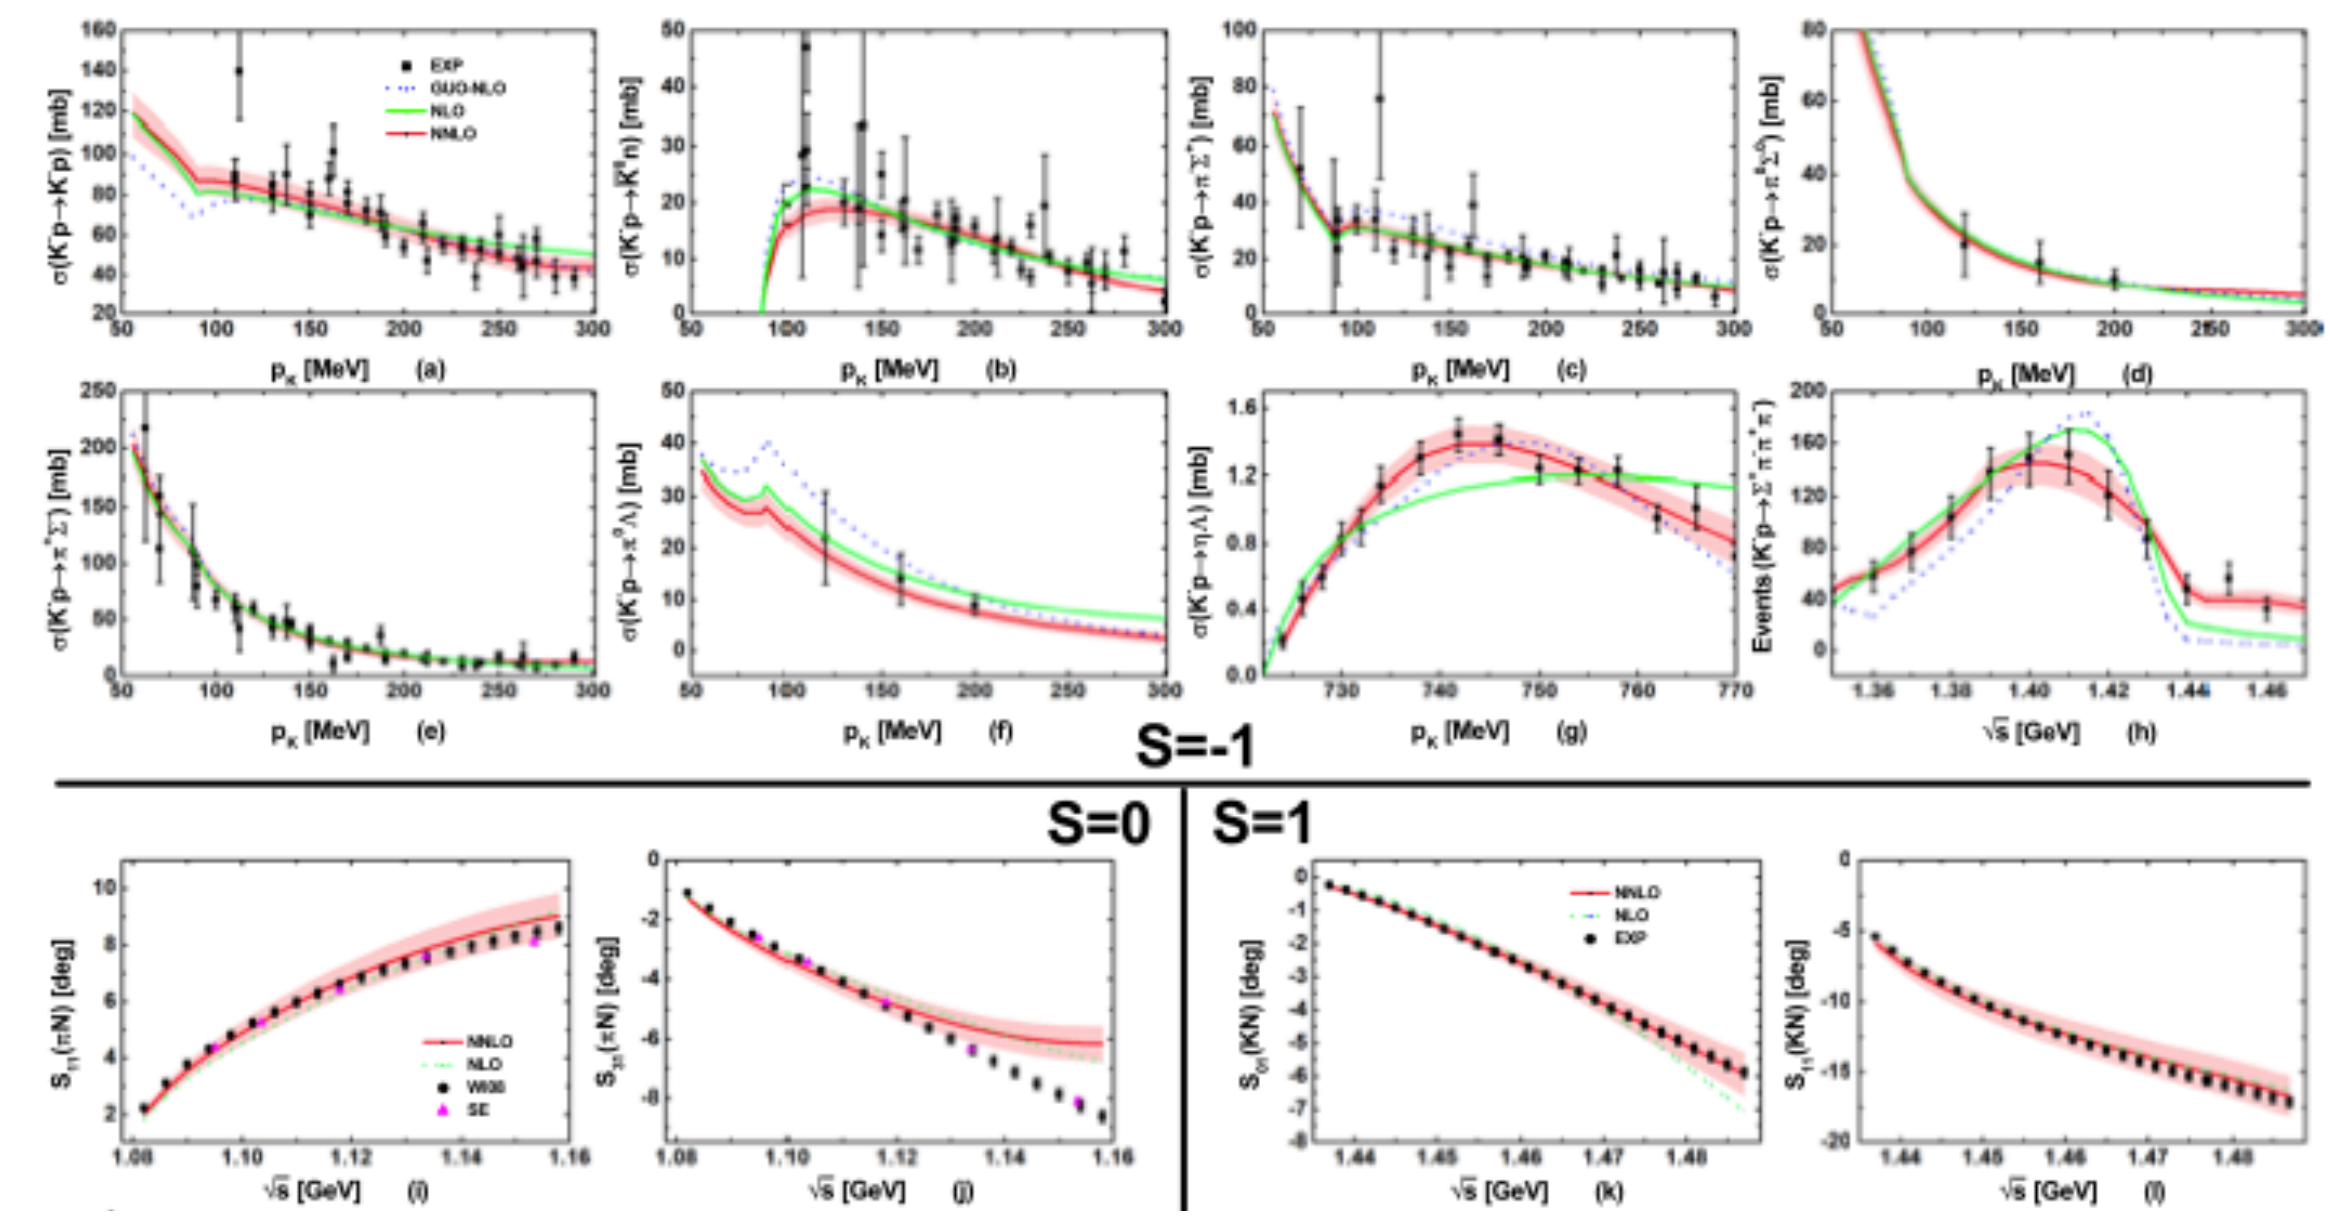 160
140
120
100
80
60
40
20
50 100 150 200 250 300
σ(K⁻p→K⁻p) [mb]
EXP
GUO-NLO
NLO
NNLO
p_K [MeV] (a)
50
40
30
20
10
0
50 100 150 200 250 300
σ(K⁻p→K̄⁰n) [mb]
p_K [MeV] (b)
100
80
60
40
20
0
50 100 150 200 250 300
σ(K⁻p→π⁻Σ⁺) [mb]
p_K [MeV] (c)
80
60
40
20
0
50 100 150 200 250 300
σ(K⁻p→π⁰Σ⁰) [mb]
p_K [MeV] (d)
250
200
150
100
50
0
50 100 150 200 250 300
σ(K⁻p→π⁺Σ⁻) [mb]
p_K [MeV] (e)
50
40
30
20
10
0
50 100 150 200 250 300
σ(K⁻p→π⁰Λ) [mb]
p_K [MeV] (f)
1.6
1.2
0.8
0.4
0.0
730 740 750 760 770
σ(K⁻p→ηΛ) [mb]
p_K [MeV] (g)
200
160
120
80
40
0
1.36 1.38 1.40 1.42 1.44 1.46
Events (K⁻p→Σ⁺π⁻π⁺π⁻)
√s [GeV] (h)
S=-1
S=0
S=1
10
8
6
4
2
1.08 1.10 1.12 1.14 1.16
S₁₁(πN) [deg]
NNLO
NLO
WI08
SE
√s [GeV] (i)
0
-2
-4
-6
-8
1.08 1.10 1.12 1.14 1.16
S₃₁(πN) [deg]
√s [GeV] (j)
0
-1
-2
-3
-4
-5
-6
-7
-8
1.44 1.45 1.46 1.47 1.48
S₀₁(KN) [deg]
NNLO
NLO
EXP
√s [GeV] (k)
0
-5
-10
-15
-20
1.44 1.45 1.46 1.47 1.48
S₁₁(KN) [deg]
√s [GeV] (l)